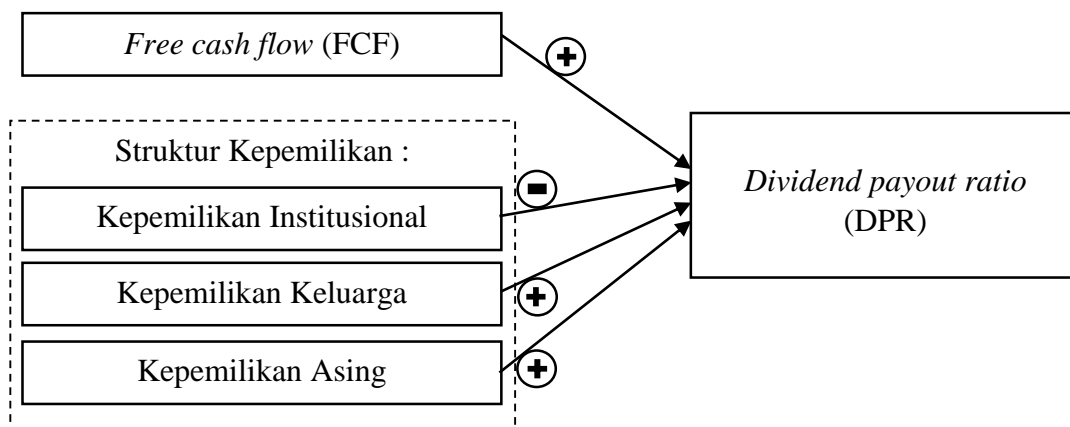 Free cash flow (FCF)
+
Struktur Kepemilikan :
-
Kepemilikan Institusional
Dividend payout ratio
(DPR)
Kepemilikan Keluarga
+
Kepemilikan Asing
+